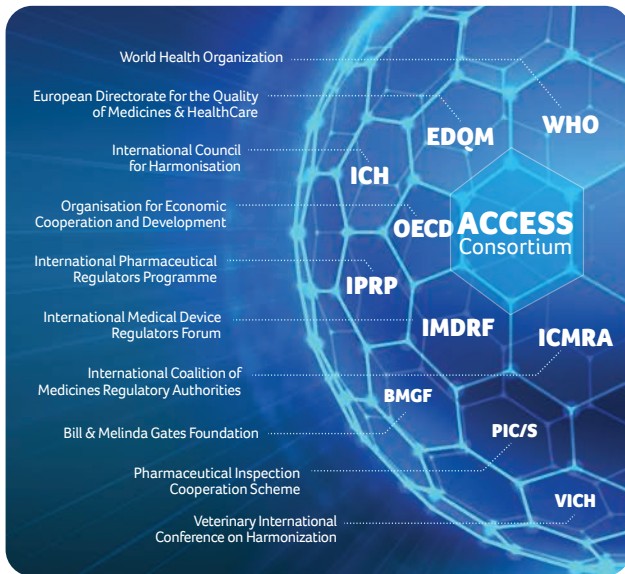 World Health Organization
European Directorate for the Quality
of Medicines & HealthCare
International Council
for Harmonisation
Organisation for Economic
Cooperation and Development
International Pharmaceutical
Regulators Programme
International Medical Device
Regulators Forum
International Coalition of
Medicines Regulatory Authorities
Bill & Melinda Gates Foundation
Pharmaceutical Inspection
Cooperation Scheme
Veterinary International
Conference on Harmonization
WHO
EDQM
ICH
OECD
ACCESS
Consortium
IPRP
IMDRF
ICMRA
BMGF
PIC/S
VICH